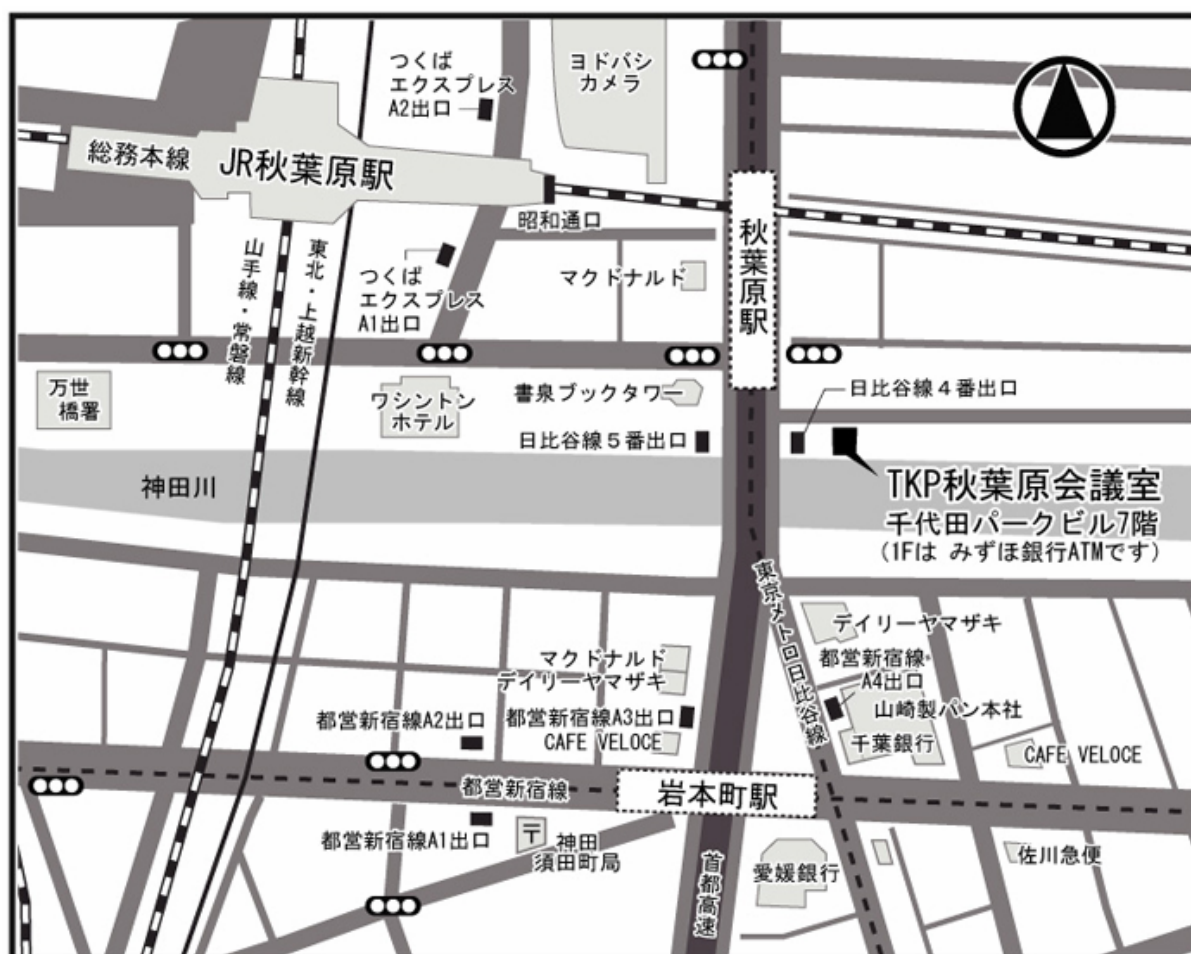 つくば
エクスプレス
A2出口
ヨドバシ
カメラ
総務本線
JR秋葉原駅
昭和通口
秋葉原駅
山手線・常磐線
東北・上越新幹線
つくば
エクスプレス
A1出口
マクドナルド
万世
橋署
ワシントン
ホテル
書泉ブックタワー
日比谷線4番出口
日比谷線5番出口
神田川
TKP秋葉原会議室
千代田パークビル7階
(1Fは みずほ銀行ATMです)
東京メトロ日比谷線
デイリーヤマザキ
マクドナルド
デイリーヤマザキ
都営新宿線
A4出口
都営新宿線A2出口
都営新宿線A3出口
山崎製パン本社
CAFE VELOCE
千葉銀行
CAFE VELOCE
都営新宿線
岩本町駅
都営新宿線A1出口
〒
神田
須田町局
首都高速
愛媛銀行
佐川急便